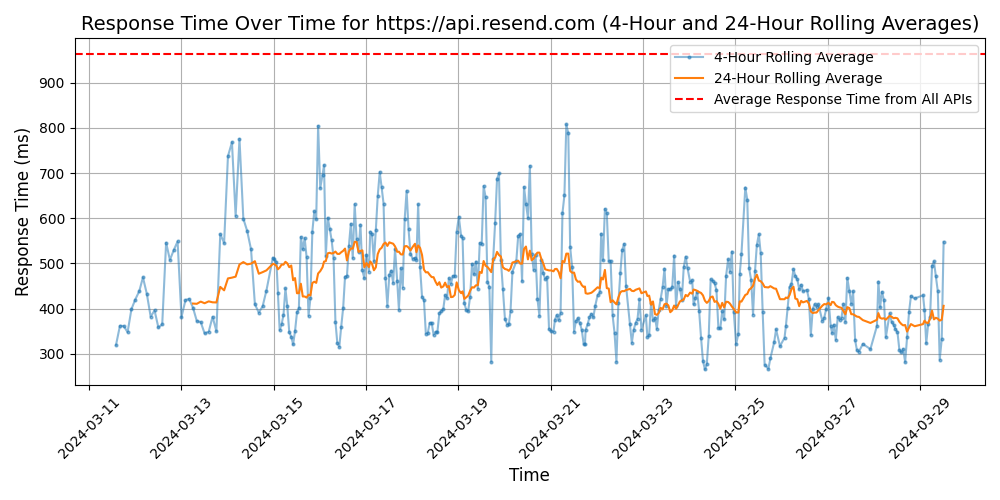 Response Time Over Time for https://api.resend.com (4-Hour and 24-Hour Rolling Averages)
4-Hour Rolling Average
24-Hour Rolling Average
Average Response Time from All APIs
Response Time (ms)
900
800
700
600
500
400
300
2024-03-11
2024-03-13
2024-03-15
2024-03-17
2024-03-19
2024-03-21
2024-03-23
2024-03-25
2024-03-27
2024-03-29
Time